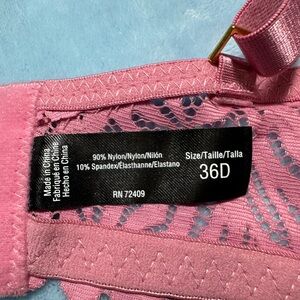 Made in China
Fabriqué en Chine
Hecho en China
90% Nylon/Nylon/Nilón
10% Spandex/Élasthanne/Elastano
RN 72409
Size/Taille/Talla
36D